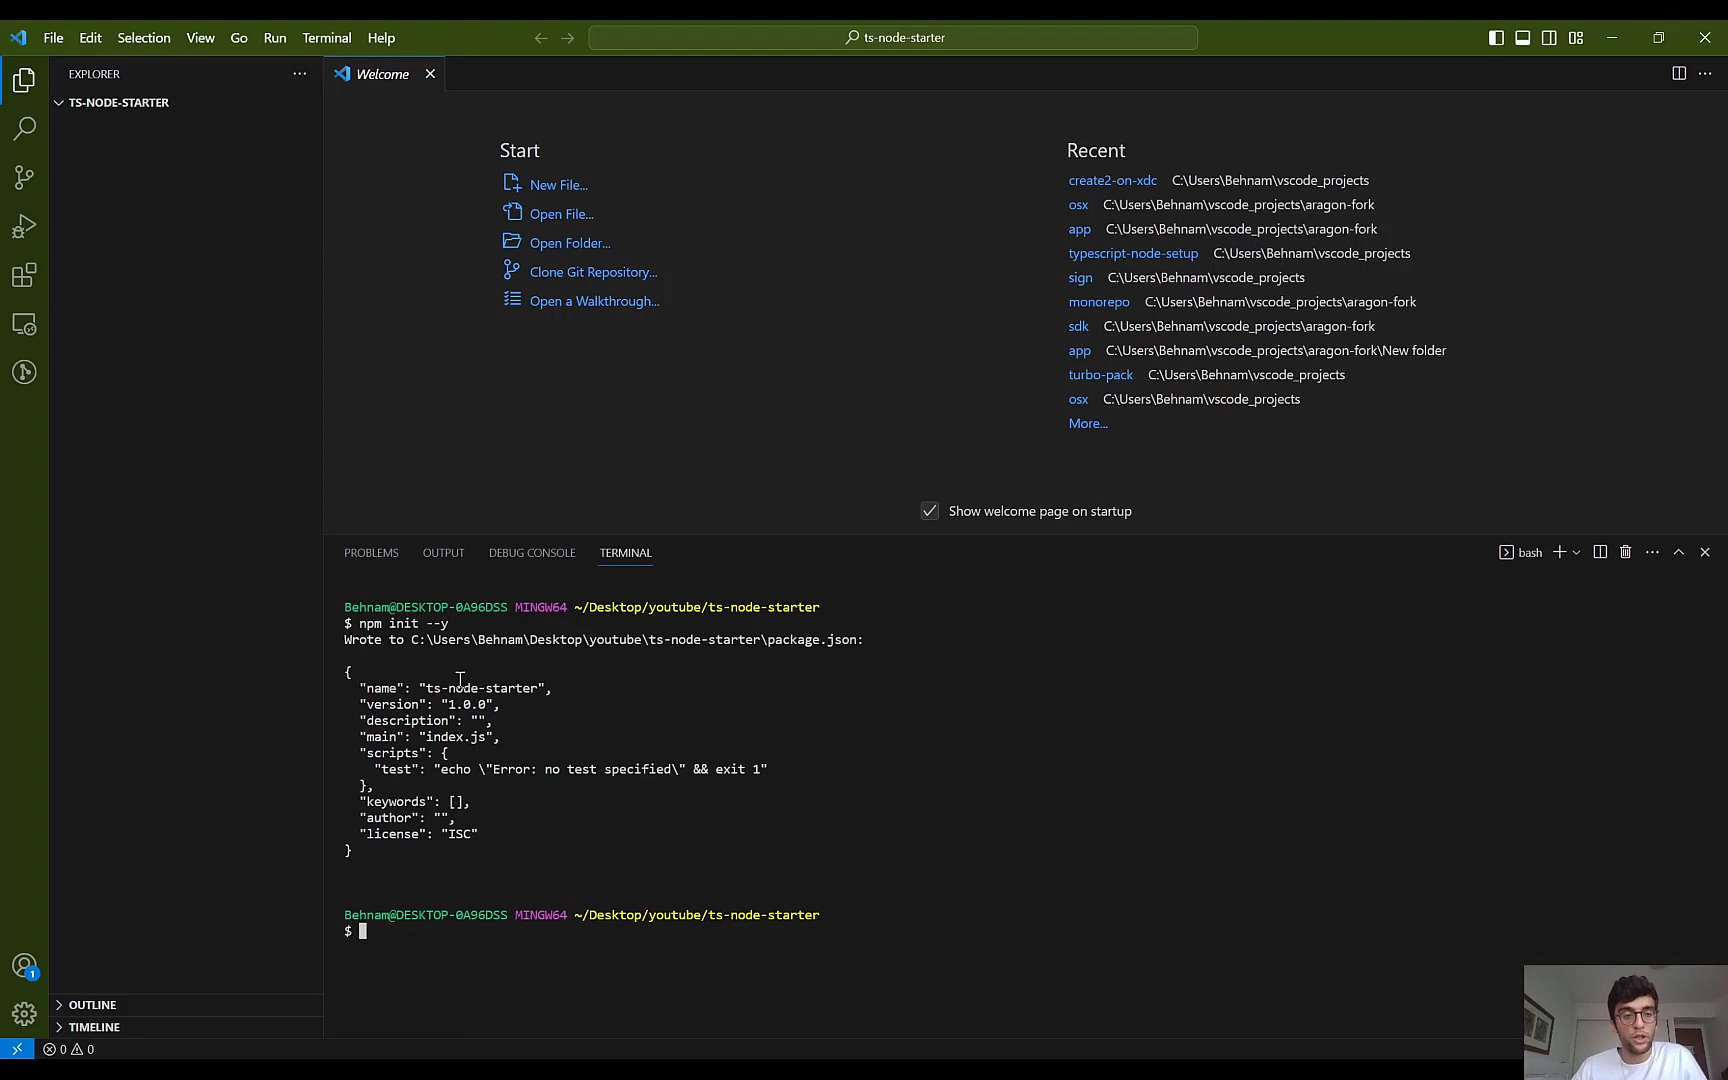 File Edit Selection View Go Run Terminal Help
ts-node-starter
EXPLORER
TS-NODE-STARTER
Welcome
Start
New File...
Open File...
Open Folder...
Clone Git Repository...
Open a Walkthrough...
Recent
create2-on-xdc C:\Users\Behnam\vscode_projects
osx C:\Users\Behnam\vscode_projects\aragon-fork
app C:\Users\Behnam\vscode_projects\aragon-fork
typescript-node-setup C:\Users\Behnam\vscode_projects
sign C:\Users\Behnam\vscode_projects
monorepo C:\Users\Behnam\vscode_projects\aragon-fork
sdk C:\Users\Behnam\vscode_projects\aragon-fork
app C:\Users\Behnam\vscode_projects\aragon-fork\New folder
turbo-pack C:\Users\Behnam\vscode_projects
osx C:\Users\Behnam\vscode_projects
More...
Show welcome page on startup
PROBLEMS OUTPUT DEBUG CONSOLE TERMINAL
bash
Behnam@DESKTOP-0A96DSS MINGW64 ~/Desktop/youtube/ts-node-starter
$ npm init --y
Wrote to C:\Users\Behnam\Desktop\youtube\ts-node-starter\package.json:
{
"name": "ts-node-starter",
"version": "1.0.0",
"description": "",
"main": "index.js",
"scripts": {
"test": "echo \"Error: no test specified\" && exit 1"
},
"keywords": [],
"author": "",
"license": "ISC"
}
Behnam@DESKTOP-0A96DSS MINGW64 ~/Desktop/youtube/ts-node-starter
$
1
OUTLINE
TIMELINE
0 0